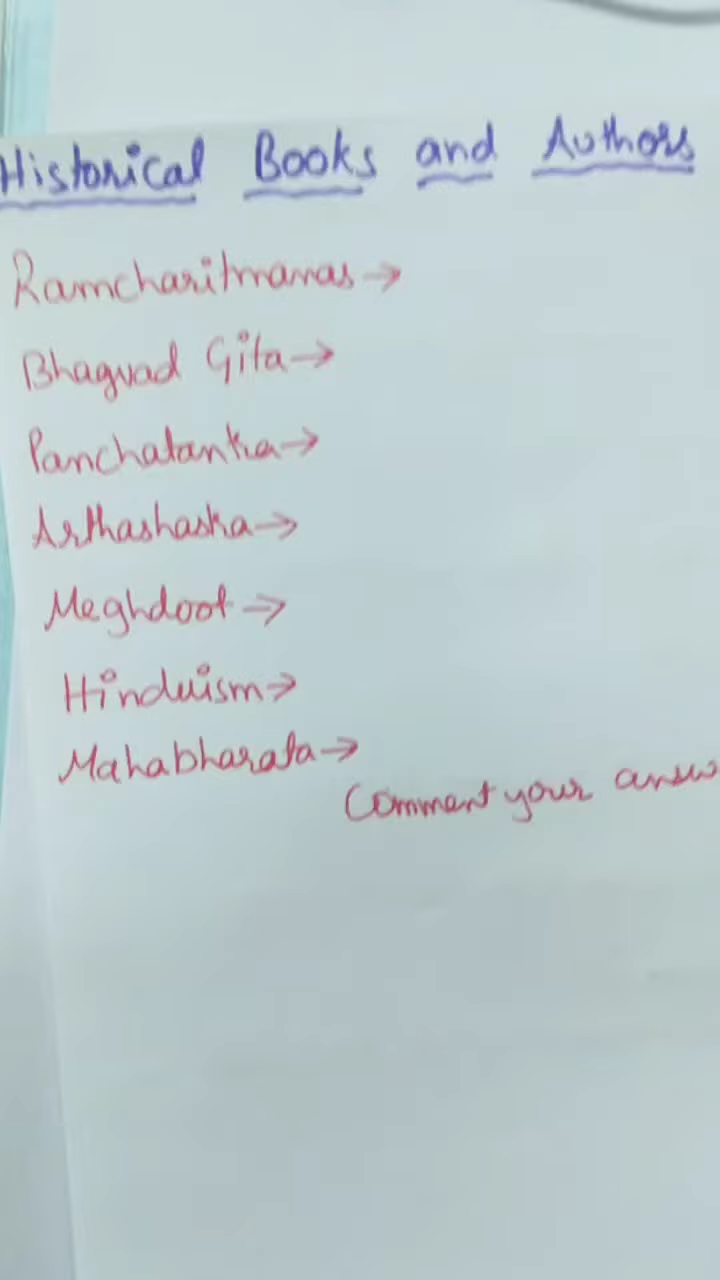 Historical Books and Authors
Ramcharitmanas→
Bhagvad Gita→
Panchatantra→
Arthashastra→
Meghdoot→
Hinduism→
Mahabharata→
Comment your answ